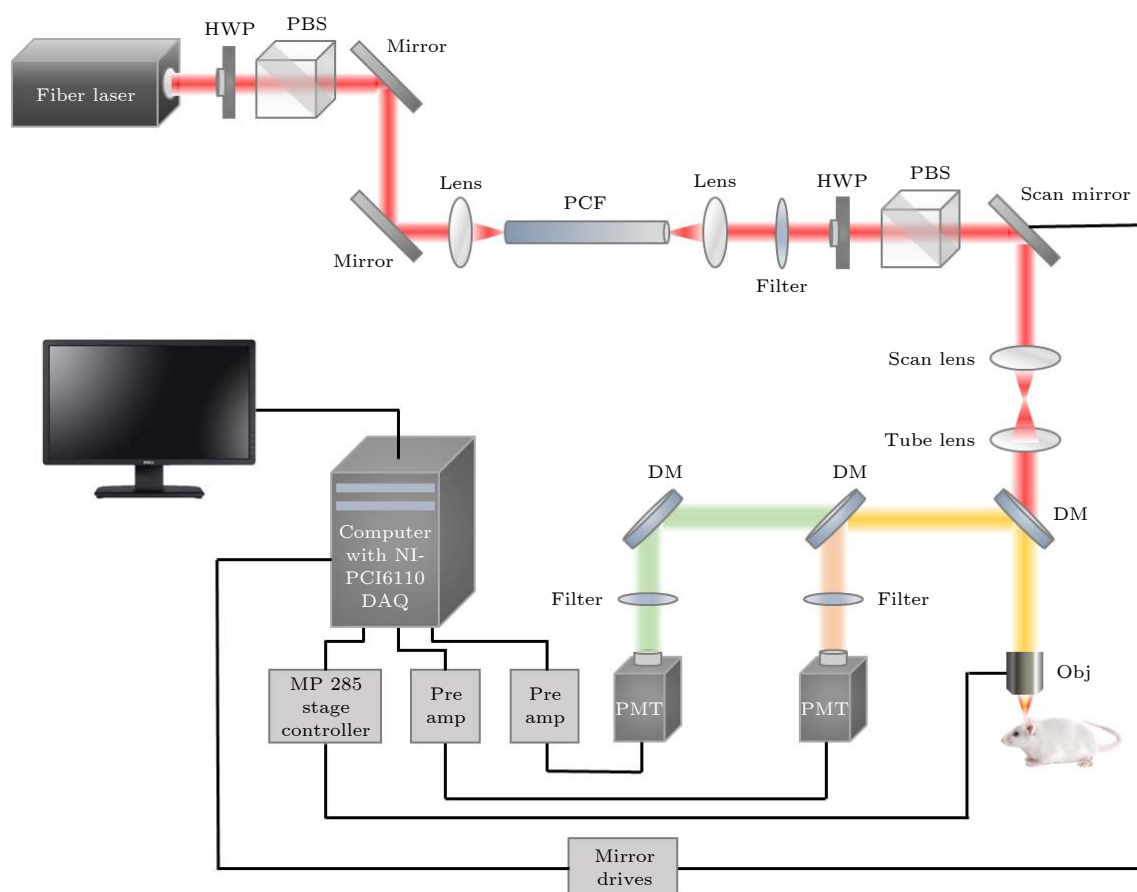 HWP
PBS
Mirror
Fiber laser
Mirror
Lens
PCF
Lens
Filter
HWP
PBS
Scan mirror
Scan lens
Tube lens
DM
DM
DM
Computer
with NI-
PCI6110
DAQ
Filter
Filter
MP 285
stage
controller
Pre
amp
Pre
amp
PMT
PMT
Obj
Mirror
drives